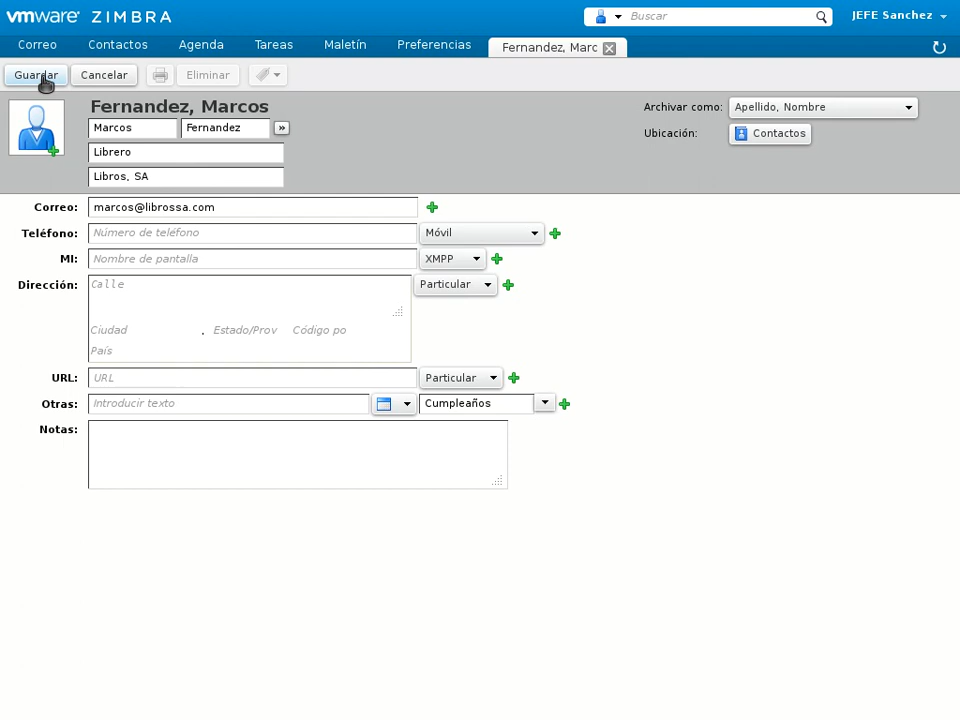 vmware ZIMBRA
Buscar
JEFE Sanchez
Correo Contactos Agenda Tareas Maletín Preferencias Fernandez, Marc
Guardar Cancelar Eliminar
Fernandez, Marcos
Archivar como: Apellido, Nombre
Marcos Fernandez »
Ubicación: Contactos
Librero
Libros, SA
Correo: marcos@librossa.com
Teléfono: Número de teléfono Móvil
MI: Nombre de pantalla XMPP
Dirección: Calle Particular
Ciudad , Estado/Prov Código po
País
URL: URL Particular
Otras: Introducir texto Cumpleaños
Notas: